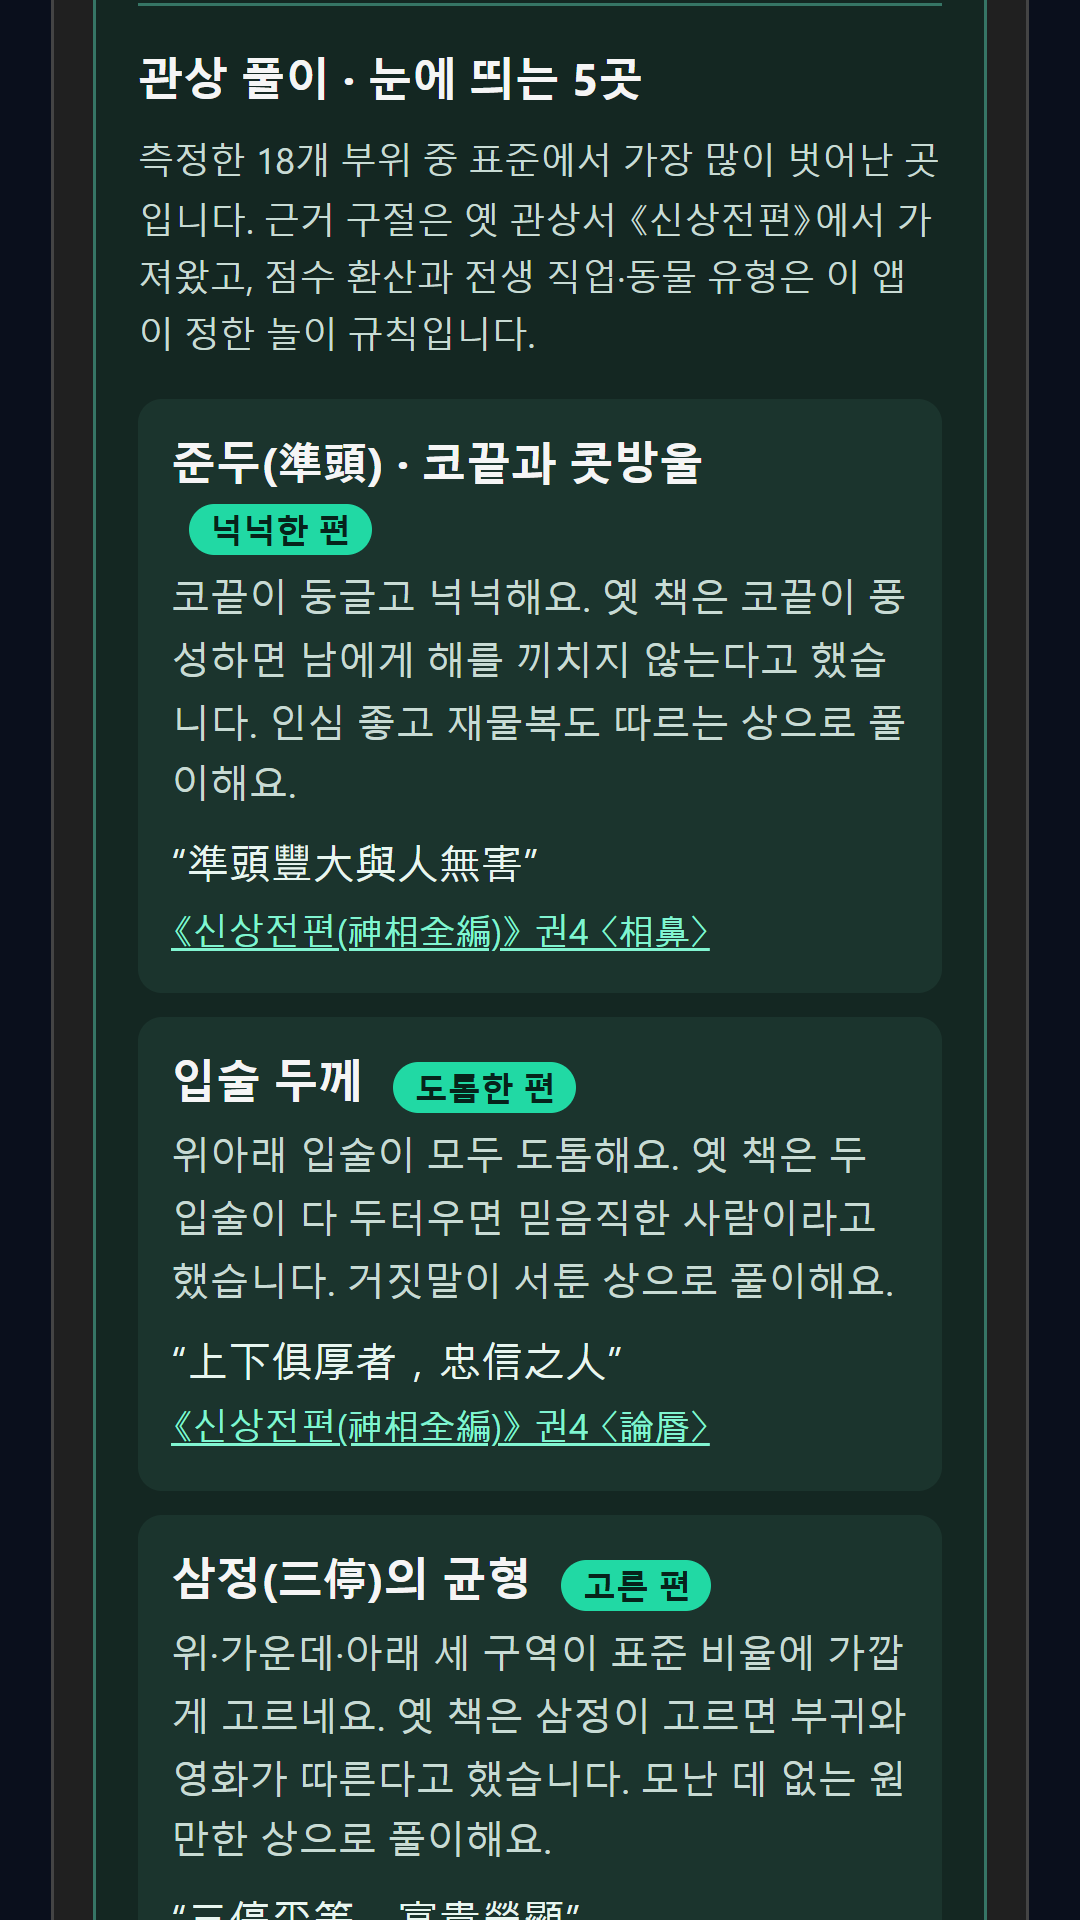 관상 풀이 · 눈에 띄는 5곳
측정한 18개 부위 중 표준에서 가장 많이 벗어난 곳
입니다. 근거 구절은 옛 관상서 《신상전편》에서 가
져왔고, 점수 환산과 전생 직업·동물 유형은 이 앱
이 정한 놀이 규칙입니다.
준두(準頭) · 코끝과 콧방울
넉넉한 편
코끝이 둥글고 넉넉해요. 옛 책은 코끝이 풍
성하면 남에게 해를 끼치지 않는다고 했습
니다. 인심 좋고 재물복도 따르는 상으로 풀
이해요.
“準頭豐大與人無害”
《신상전편(神相全編)》 권4 〈相鼻〉
입술 두께 도톰한 편
위아래 입술이 모두 도톰해요. 옛 책은 두
입술이 다 두터우면 믿음직한 사람이라고
했습니다. 거짓말이 서툰 상으로 풀이해요.
“上下俱厚者，忠信之人”
《신상전편(神相全編)》 권4 〈論脣〉
삼정(三停)의 균형 고른 편
위·가운데·아래 세 구역이 표준 비율에 가깝
게 고르네요. 옛 책은 삼정이 고르면 부귀와
영화가 따른다고 했습니다. 모난 데 없는 원
만한 상으로 풀이해요.
“三停平等，富貴榮顯”